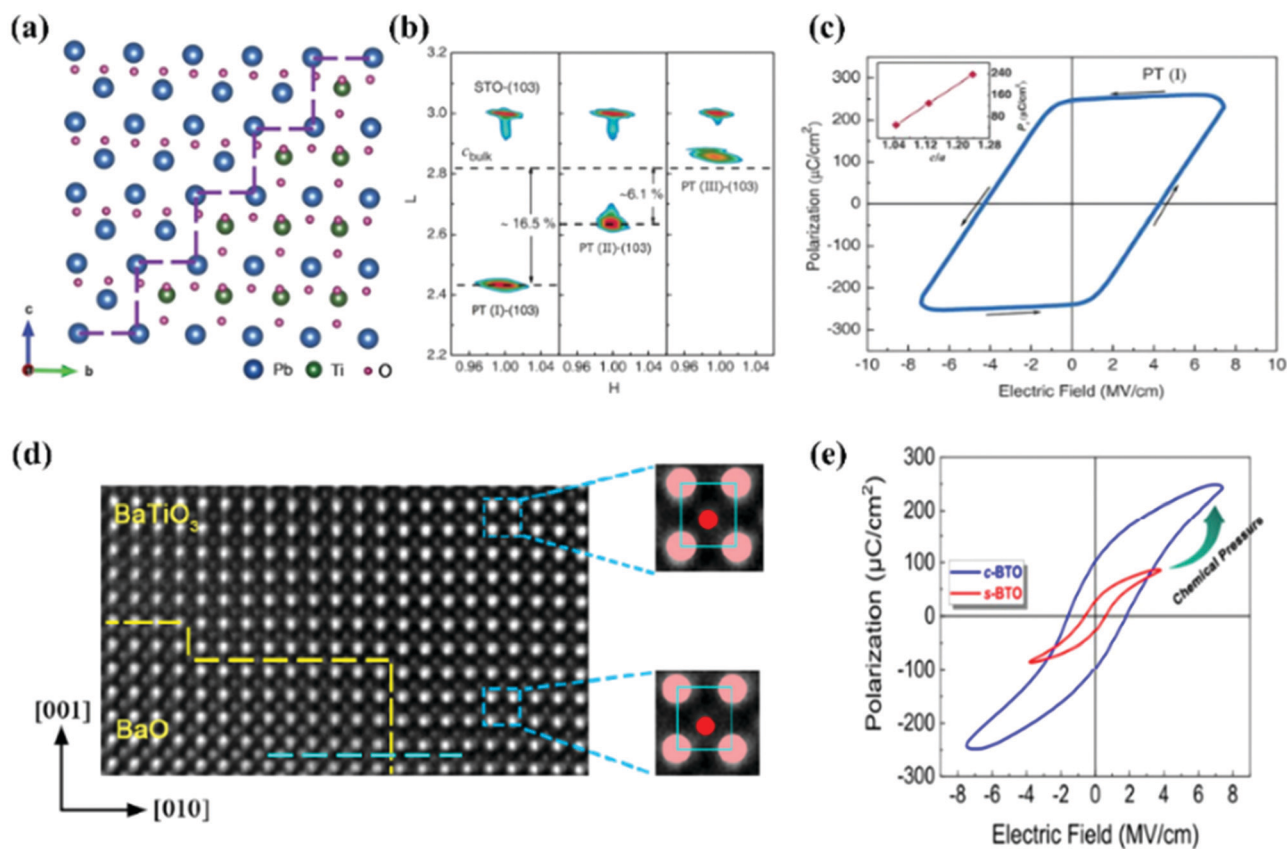 (a)
c
b
Pb
Ti
O
(b)
3.2
3.0
2.8
2.6
2.4
2.2
L
STO-(103)
c bulk
~ 16.5 %
~6.1 %
PT (I)-(103)
PT (II)-(103)
PT (III)-(103)
0.96 1.00 1.04 0.96 1.00 1.04 0.96 1.00 1.04
H
(c)
300
200
100
0
-100
-200
-300
Polarization (μC/cm²)
PT (I)
240
160
80
1.04 1.12 1.20 1.28
c/a
-10 -8 -6 -4 -2 0 2 4 6 8 10
Electric Field (MV/cm)
(d)
BaTiO₃
BaO
[001]
[010]
(e)
300
200
100
0
-100
-200
-300
Polarization (μC/cm²)
c-BTO
s-BTO
Chemical Pressure
-8 -6 -4 -2 0 2 4 6 8
Electric Field (MV/cm)